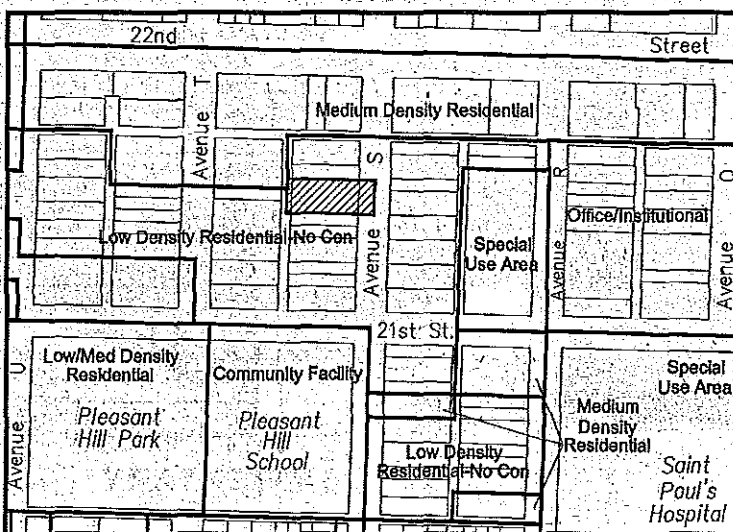 22nd
Street
Avenue T
Medium Density Residential
Avenue S
Avenue R
Office/Institutional
Avenue Q
Low Density Residential-No Con
Special
Use Area
21st St.
Low/Med Density
Residential
Community Facility
Special
Use Area
Avenue U
Pleasant
Hill Park
Pleasant
Hill
School
Medium
Density
Residential
Low Density
Residential-No Con
Saint
Paul's
Hospital